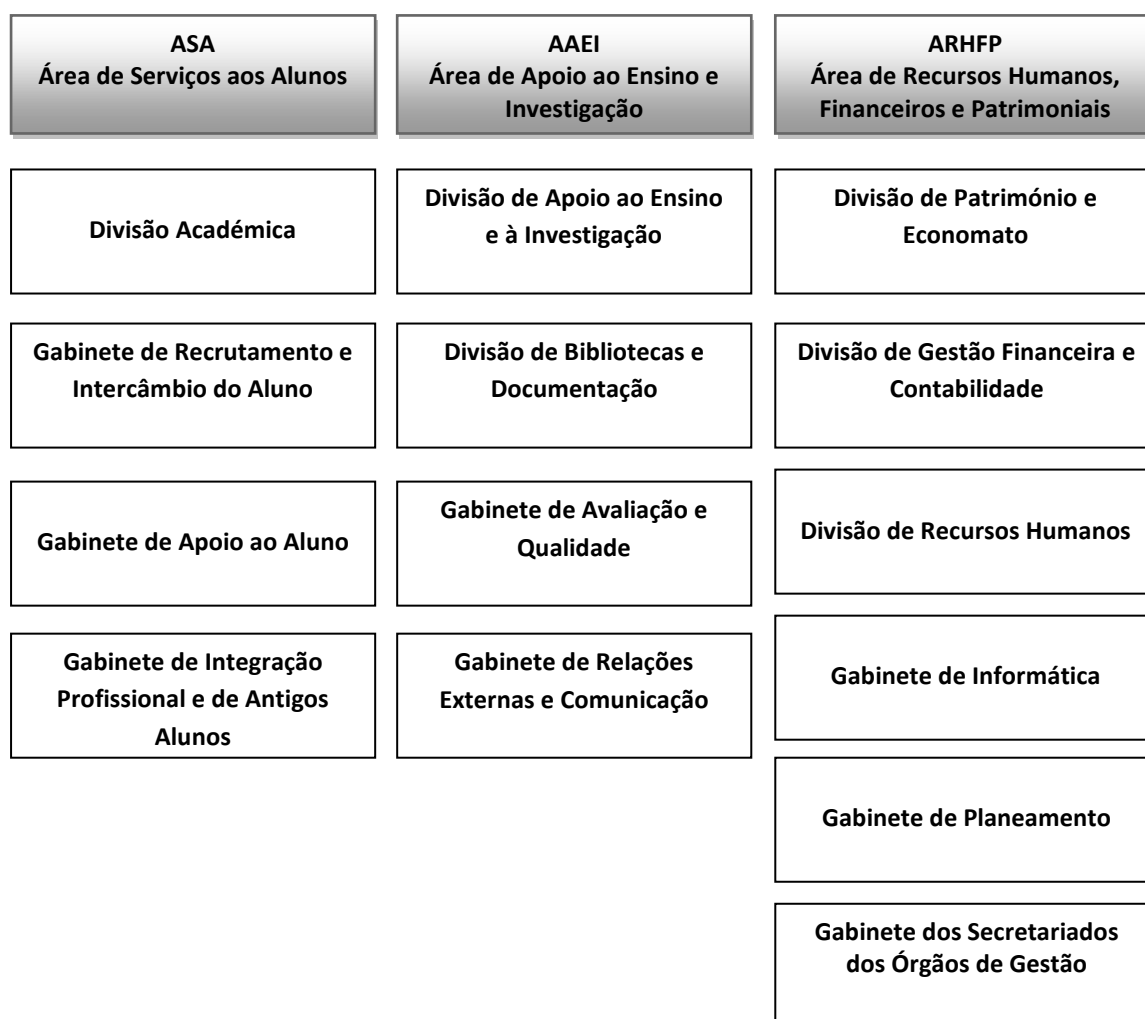 ASA
Área de Serviços aos Alunos
AAEI
Área de Apoio ao Ensino e
Investigação
ARHFP
Área de Recursos Humanos,
Financeiros e Patrimoniais
Divisão Académica
Divisão de Apoio ao Ensino
e à Investigação
Divisão de Património e
Economato
Gabinete de Recrutamento e
Intercâmbio do Aluno
Divisão de Bibliotecas e
Documentação
Divisão de Gestão Financeira e
Contabilidade
Gabinete de Apoio ao Aluno
Gabinete de Avaliação e
Qualidade
Divisão de Recursos Humanos
Gabinete de Integração
Profissional e de Antigos
Alunos
Gabinete de Relações
Externas e Comunicação
Gabinete de Informática
Gabinete de Planeamento
Gabinete dos Secretariados
dos Órgãos de Gestão